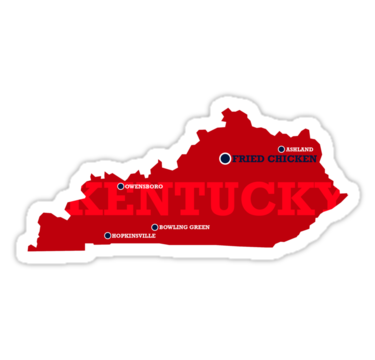 ASHLAND
FRIED CHICKEN
OWENSBORO
KENTUCKY
BOWLING GREEN
HOPKINSVILLE